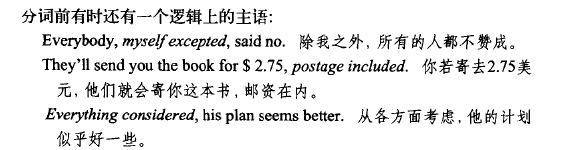 分词前有时还有一个逻辑上的主语:
Everybody, myself excepted, said no. 除我之外, 所有的人都不赞成。
They'll send you the book for $ 2.75, postage included. 你若寄去2.75美
元, 他们就会寄你这本书, 邮资在内。
Everything considered, his plan seems better. 从各方面考虑, 他的计划
似乎好一些。